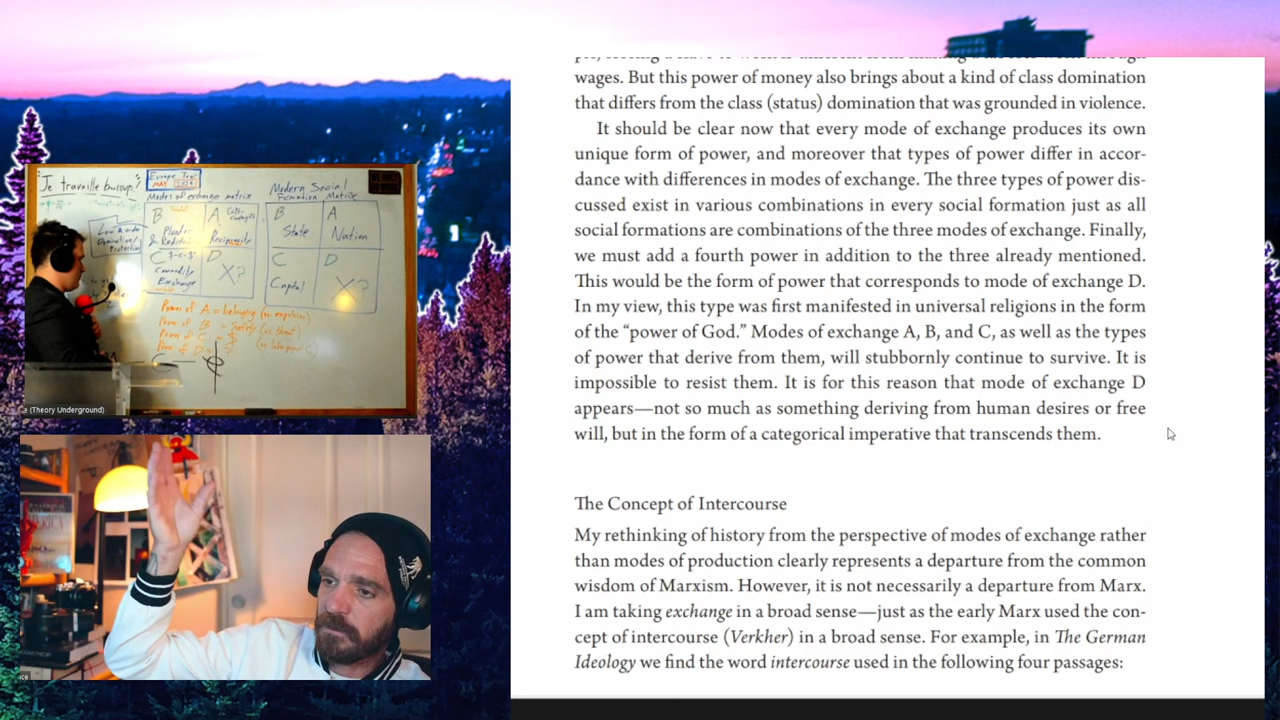 Je travaille bucoup!
Europe Tour
MAY 2024
Modes of exchange matrix
Modern Social
Formation Matrix
B
A
B
A
Plunder
& Redistri
Reciprocity
State
Nation
C
D
C
D
Commodity
Exchange
X?
Capital
X?
Power of A = belonging (vs expulsion)
Power of B =
Power of C = $
Power of D =
(Theory Underground)
wages. But this power of money also brings about a kind of class domination
that differs from the class (status) domination that was grounded in violence.
It should be clear now that every mode of exchange produces its own
unique form of power, and moreover that types of power differ in accor-
dance with differences in modes of exchange. The three types of power dis-
cussed exist in various combinations in every social formation just as all
social formations are combinations of the three modes of exchange. Finally,
we must add a fourth power in addition to the three already mentioned.
This would be the form of power that corresponds to mode of exchange D.
In my view, this type was first manifested in universal religions in the form
of the “power of God.” Modes of exchange A, B, and C, as well as the types
of power that derive from them, will stubbornly continue to survive. It is
impossible to resist them. It is for this reason that mode of exchange D
appears—not so much as something deriving from human desires or free
will, but in the form of a categorical imperative that transcends them.
The Concept of Intercourse
My rethinking of history from the perspective of modes of exchange rather
than modes of production clearly represents a departure from the common
wisdom of Marxism. However, it is not necessarily a departure from Marx.
I am taking exchange in a broad sense—just as the early Marx used the con-
cept of intercourse (Verkher) in a broad sense. For example, in The German
Ideology we find the word intercourse used in the following four passages: